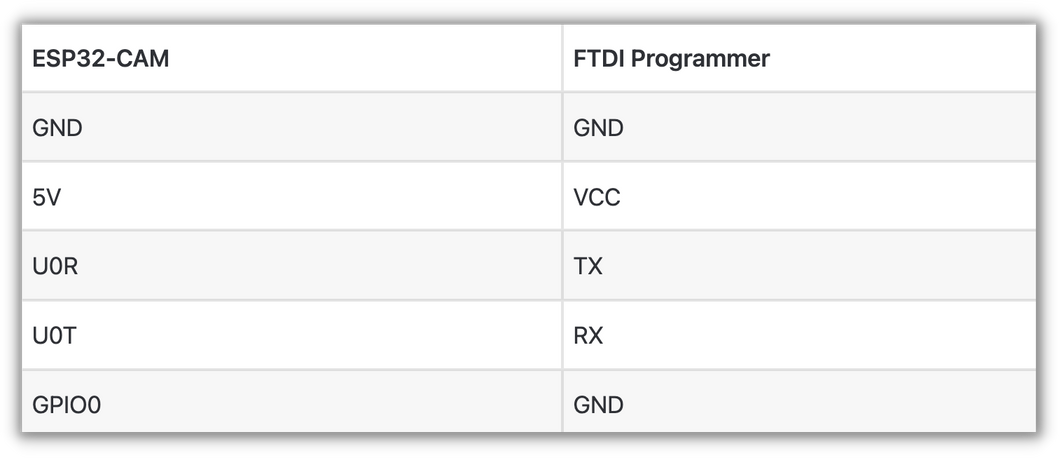 ESP32-CAM FTDI Programmer
GND GND
5V VCC
U0R TX
U0T RX
GPIO0 GND